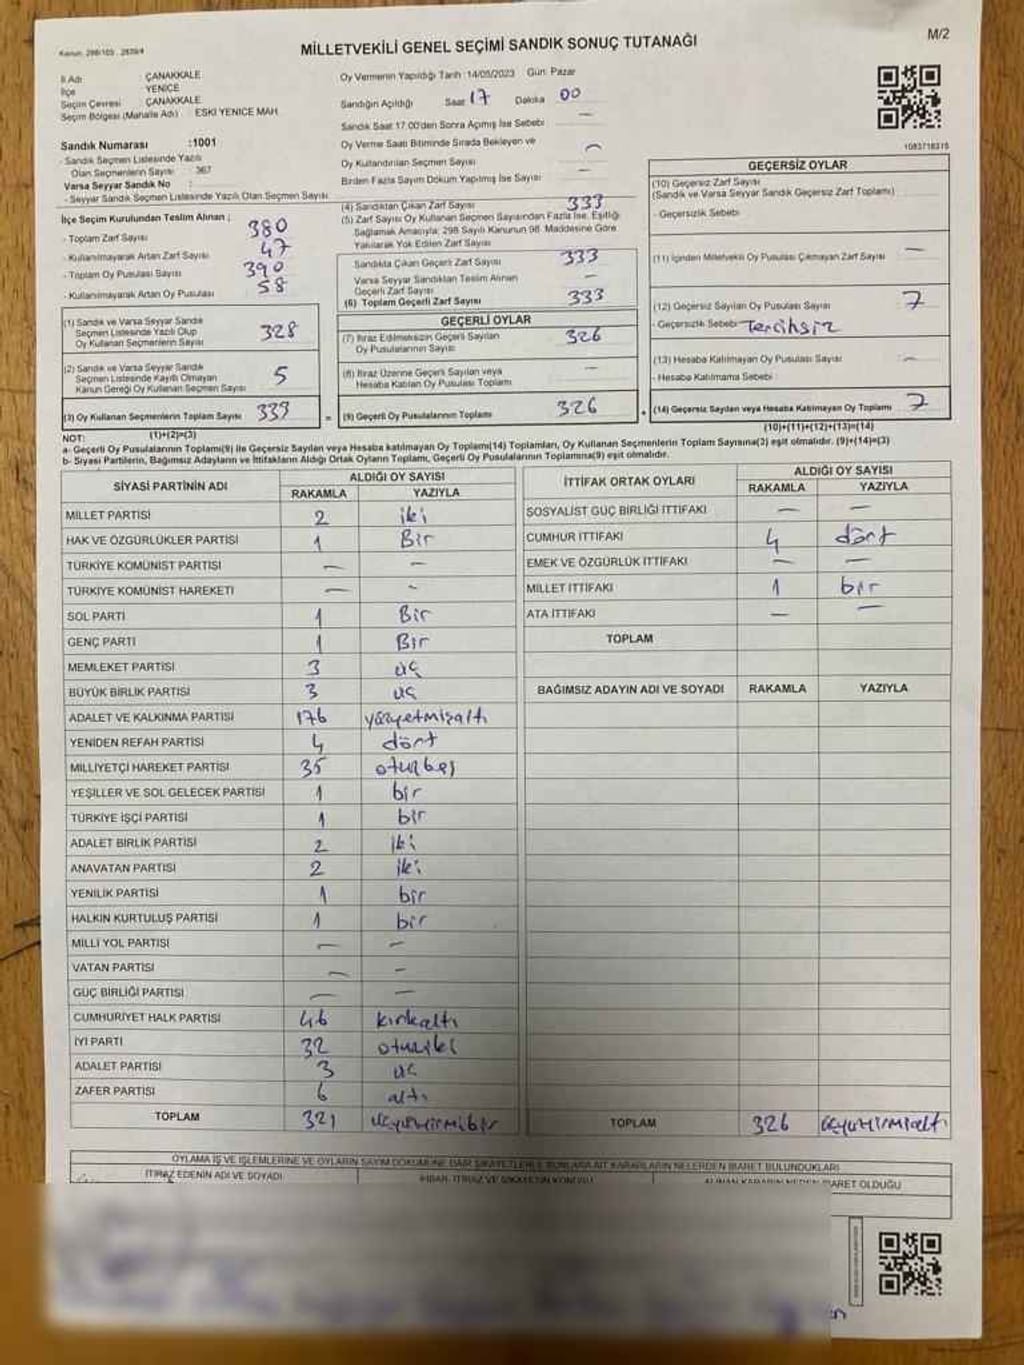 Kanun: 298/105 , 2839/4
MİLLETVEKİLİ GENEL SEÇİMİ SANDIK SONUÇ TUTANAĞI
M/2
İl Adı : ÇANAKKALE
İlçe : YENİCE
Seçim Çevresi : ÇANAKKALE
Seçim Bölgesi (Mahalle Adı) : ESKİ YENİCE MAH
Sandık Numarası :1001
- Sandık Seçmen Listesinde Yazılı
Olan Seçmenlerin Sayısı : 367
Varsa Seyyar Sandık No :
- Seyyar Sandık Seçmen Listesinde Yazılı Olan Seçmen Sayısı
Oy Vermenin Yapıldığı Tarih :14/05/2023 Gün: Pazar
Sandığın Açıldığı Saat 17 Dakika 00
Sandık Saat 17.00'den Sonra Açılmış İse Sebebi —
Oy Verme Saati Bitiminde Sırada Bekleyen ve
Oy Kullandırılan Seçmen Sayısı —
Birden Fazla Sayım Döküm Yapılmış İse Sayısı —
1083718315
İlçe Seçim Kurulundan Teslim Alınan ;
- Toplam Zarf Sayısı 380
- Kullanılmayarak Artan Zarf Sayısı 47
- Toplam Oy Pusulası Sayısı 390
- Kullanılmayarak Artan Oy Pusulası 58
(4) Sandıktan Çıkan Zarf Sayısı 333
(5) Zarf Sayısı Oy Kullanan Seçmen Sayısından Fazla İse, Eşitliği
Sağlamak Amacıyla; 298 Sayılı Kanunun 98. Maddesine Göre
Yakılarak Yok Edilen Zarf Sayısı
Sandıkta Çıkan Geçerli Zarf Sayısı 333
Varsa Seyyar Sandıktan Teslim Alınan
Geçerli Zarf Sayısı —
(6) Toplam Geçerli Zarf Sayısı 333
GEÇERSİZ OYLAR
(10) Geçersiz Zarf Sayısı
(Sandık ve Varsa Seyyar Sandık Geçersiz Zarf Toplamı)
- Geçersizlik Sebebi
(11) İçinden Milletvekili Oy Pusulası Çıkmayan Zarf Sayısı —
(12) Geçersiz Sayılan Oy Pusulası Sayısı 7
- Geçersizlik Sebebi Tercihsiz
(13) Hesaba Katılmayan Oy Pusulası Sayısı —
- Hesaba Katılmama Sebebi
(1) Sandık ve Varsa Seyyar Sandık
Seçmen Listesinde Yazılı Olup
Oy Kullanan Seçmenlerin Sayısı 328
(2) Sandık ve Varsa Seyyar Sandık
Seçmen Listesinde Kayıtlı Olmayan
Kanun Gereği Oy Kullanan Seçmen Sayısı 5
(3) Oy Kullanan Seçmenlerin Toplam Sayısı 333
GEÇERLİ OYLAR
(7) İtiraz Edilmeksizin Geçerli Sayılan
Oy Pusulalarının Sayısı 326
(8) İtiraz Üzerine Geçerli Sayılan veya
Hesaba Katılan Oy Pusulası Toplamı —
= (9) Geçerli Oy Pusulalarının Toplamı 326
+ (14) Geçersiz Sayılan veya Hesaba Katılmayan Oy Toplamı 7
NOT: (1)+(2)=(3)
(10)+(11)+(12)+(13)=(14)
a- Geçerli Oy Pusulasının Toplamı(9) ile Geçersiz Sayılan veya Hesaba katılmayan Oy Toplamı(14) Toplamları, Oy Kullanan Seçmenlerin Toplam Sayısına(3) eşit olmalıdır. (9)+(14)=(3)
b- Siyasi Partilerin, Bağımsız Adayların ve İttifakların Aldığı Ortak Oyların Toplamı, Geçerli Oy Pusulalarının Toplamına(9) eşit olmalıdır.
SİYASİ PARTİNİN ADI ALDIĞI OY SAYISI
RAKAMLA YAZIYLA
MİLLET PARTİSİ 2 iki
HAK VE ÖZGÜRLÜKLER PARTİSİ 1 Bir
TÜRKİYE KOMÜNİST PARTİSİ — —
TÜRKİYE KOMÜNİST HAREKETİ — —
SOL PARTİ 1 Bir
GENÇ PARTİ 1 Bir
MEMLEKET PARTİSİ 3 üç
BÜYÜK BİRLİK PARTİSİ 3 üç
ADALET VE KALKINMA PARTİSİ 176 yüzyetmişaltı
YENİDEN REFAH PARTİSİ 4 dört
MİLLİYETÇİ HAREKET PARTİSİ 35 otuzbeş
YEŞİLLER VE SOL GELECEK PARTİSİ 1 bir
TÜRKİYE İŞÇİ PARTİSİ 1 bir
ADALET BİRLİK PARTİSİ 2 iki
ANAVATAN PARTİSİ 2 iki
YENİLİK PARTİSİ 1 bir
HALKIN KURTULUŞ PARTİSİ 1 bir
MİLLİ YOL PARTİSİ — —
VATAN PARTİSİ — —
GÜÇ BİRLİĞİ PARTİSİ — —
CUMHURİYET HALK PARTİSİ 46 kırkaltı
İYİ PARTİ 32 otuziki
ADALET PARTİSİ 3 üç
ZAFER PARTİSİ 6 altı
TOPLAM 321 üçyüzyirmibir
İTTİFAK ORTAK OYLARI ALDIĞI OY SAYISI
RAKAMLA YAZIYLA
SOSYALİST GÜÇ BİRLİĞİ İTTİFAKI — —
CUMHUR İTTİFAKI 4 dört
EMEK VE ÖZGÜRLÜK İTTİFAKI — —
MİLLET İTTİFAKI 1 bir
ATA İTTİFAKI — —
TOPLAM
BAĞIMSIZ ADAYIN ADI VE SOYADI RAKAMLA YAZIYLA
TOPLAM 326 üçyüzyirmialtı
OYLAMA İŞ VE İŞLEMLERİNE VE OYLARIN SAYIM DÖKÜMÜNE DAİR ŞİKAYETLERLE BUNLARA AİT KARARLARIN NELERDEN İBARET BULUNDUKLARI
İTİRAZ EDENİN ADI VE SOYADI